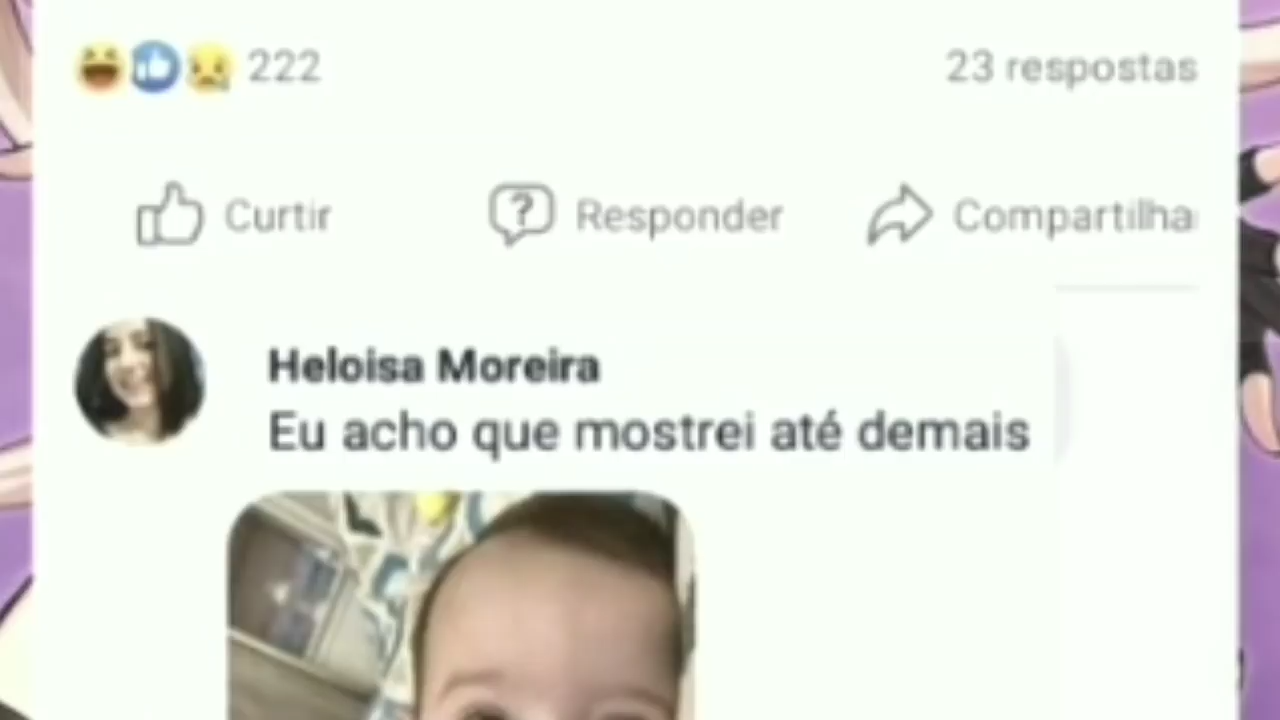 222
23 respostas
Curtir
Responder
Compartilha
Heloisa Moreira
Eu acho que mostrei até demais